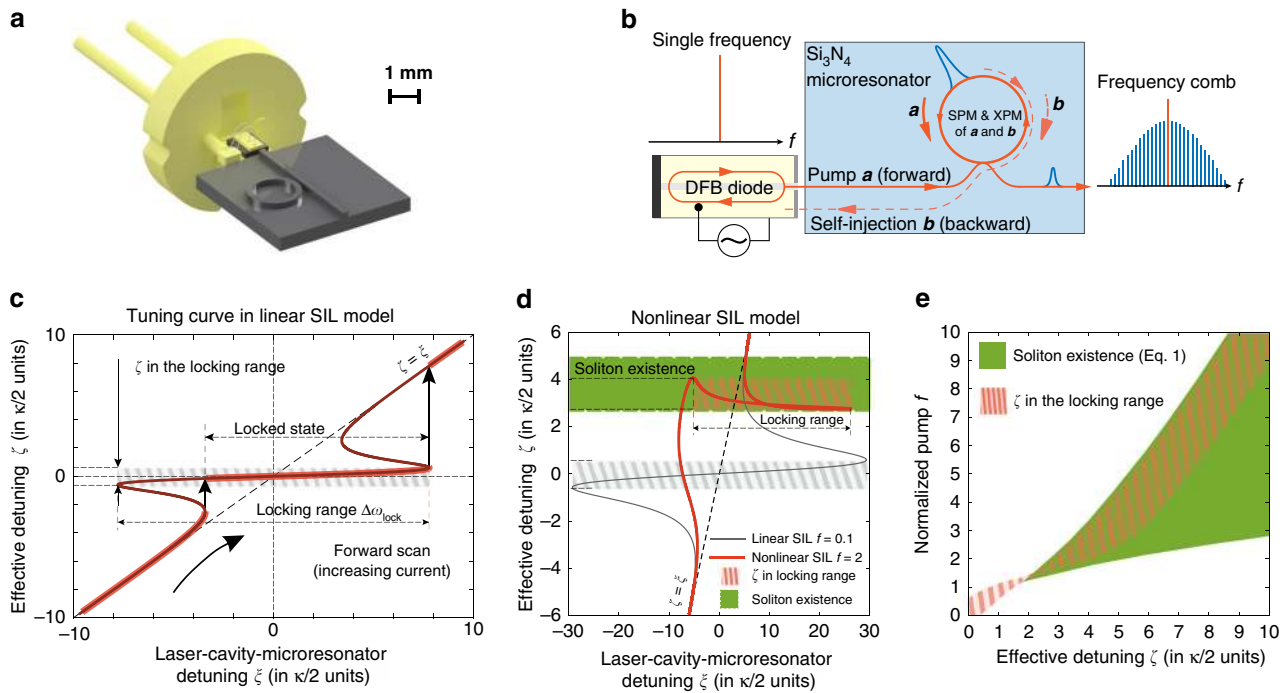 a
1 mm
b
Single frequency
f
Si₃N₄
microresonator
a
SPM & XPM
of a and b
b
Frequency comb
f
DFB diode
Pump a (forward)
Self-injection b (backward)
c
Tuning curve in linear SIL model
Effective detuning ζ (in κ/2 units)
10
0
−10
ζ in the locking range
ζ = ξ
Locked state
Locking range Δω_lock
Forward scan
(increasing current)
−10
0
10
Laser-cavity-microresonator
detuning ξ (in κ/2 units)
d
Nonlinear SIL model
Effective detuning ζ (in κ/2 units)
6
4
2
0
−2
−4
−6
ζ = ξ
Soliton existence
Locking range
Linear SIL f = 0.1
Nonlinear SIL f = 2
ζ in locking range
Soliton existence
ζ = ξ
−30
−20
−10
0
10
20
30
Laser-cavity-microresonator
detuning ξ (in κ/2 units)
e
Normalized pump f
10
9
8
7
6
5
4
3
2
1
0
Soliton existence (Eq. 1)
ζ in the locking range
0
1
2
3
4
5
6
7
8
9
10
Effective detuning ζ (in κ/2 units)